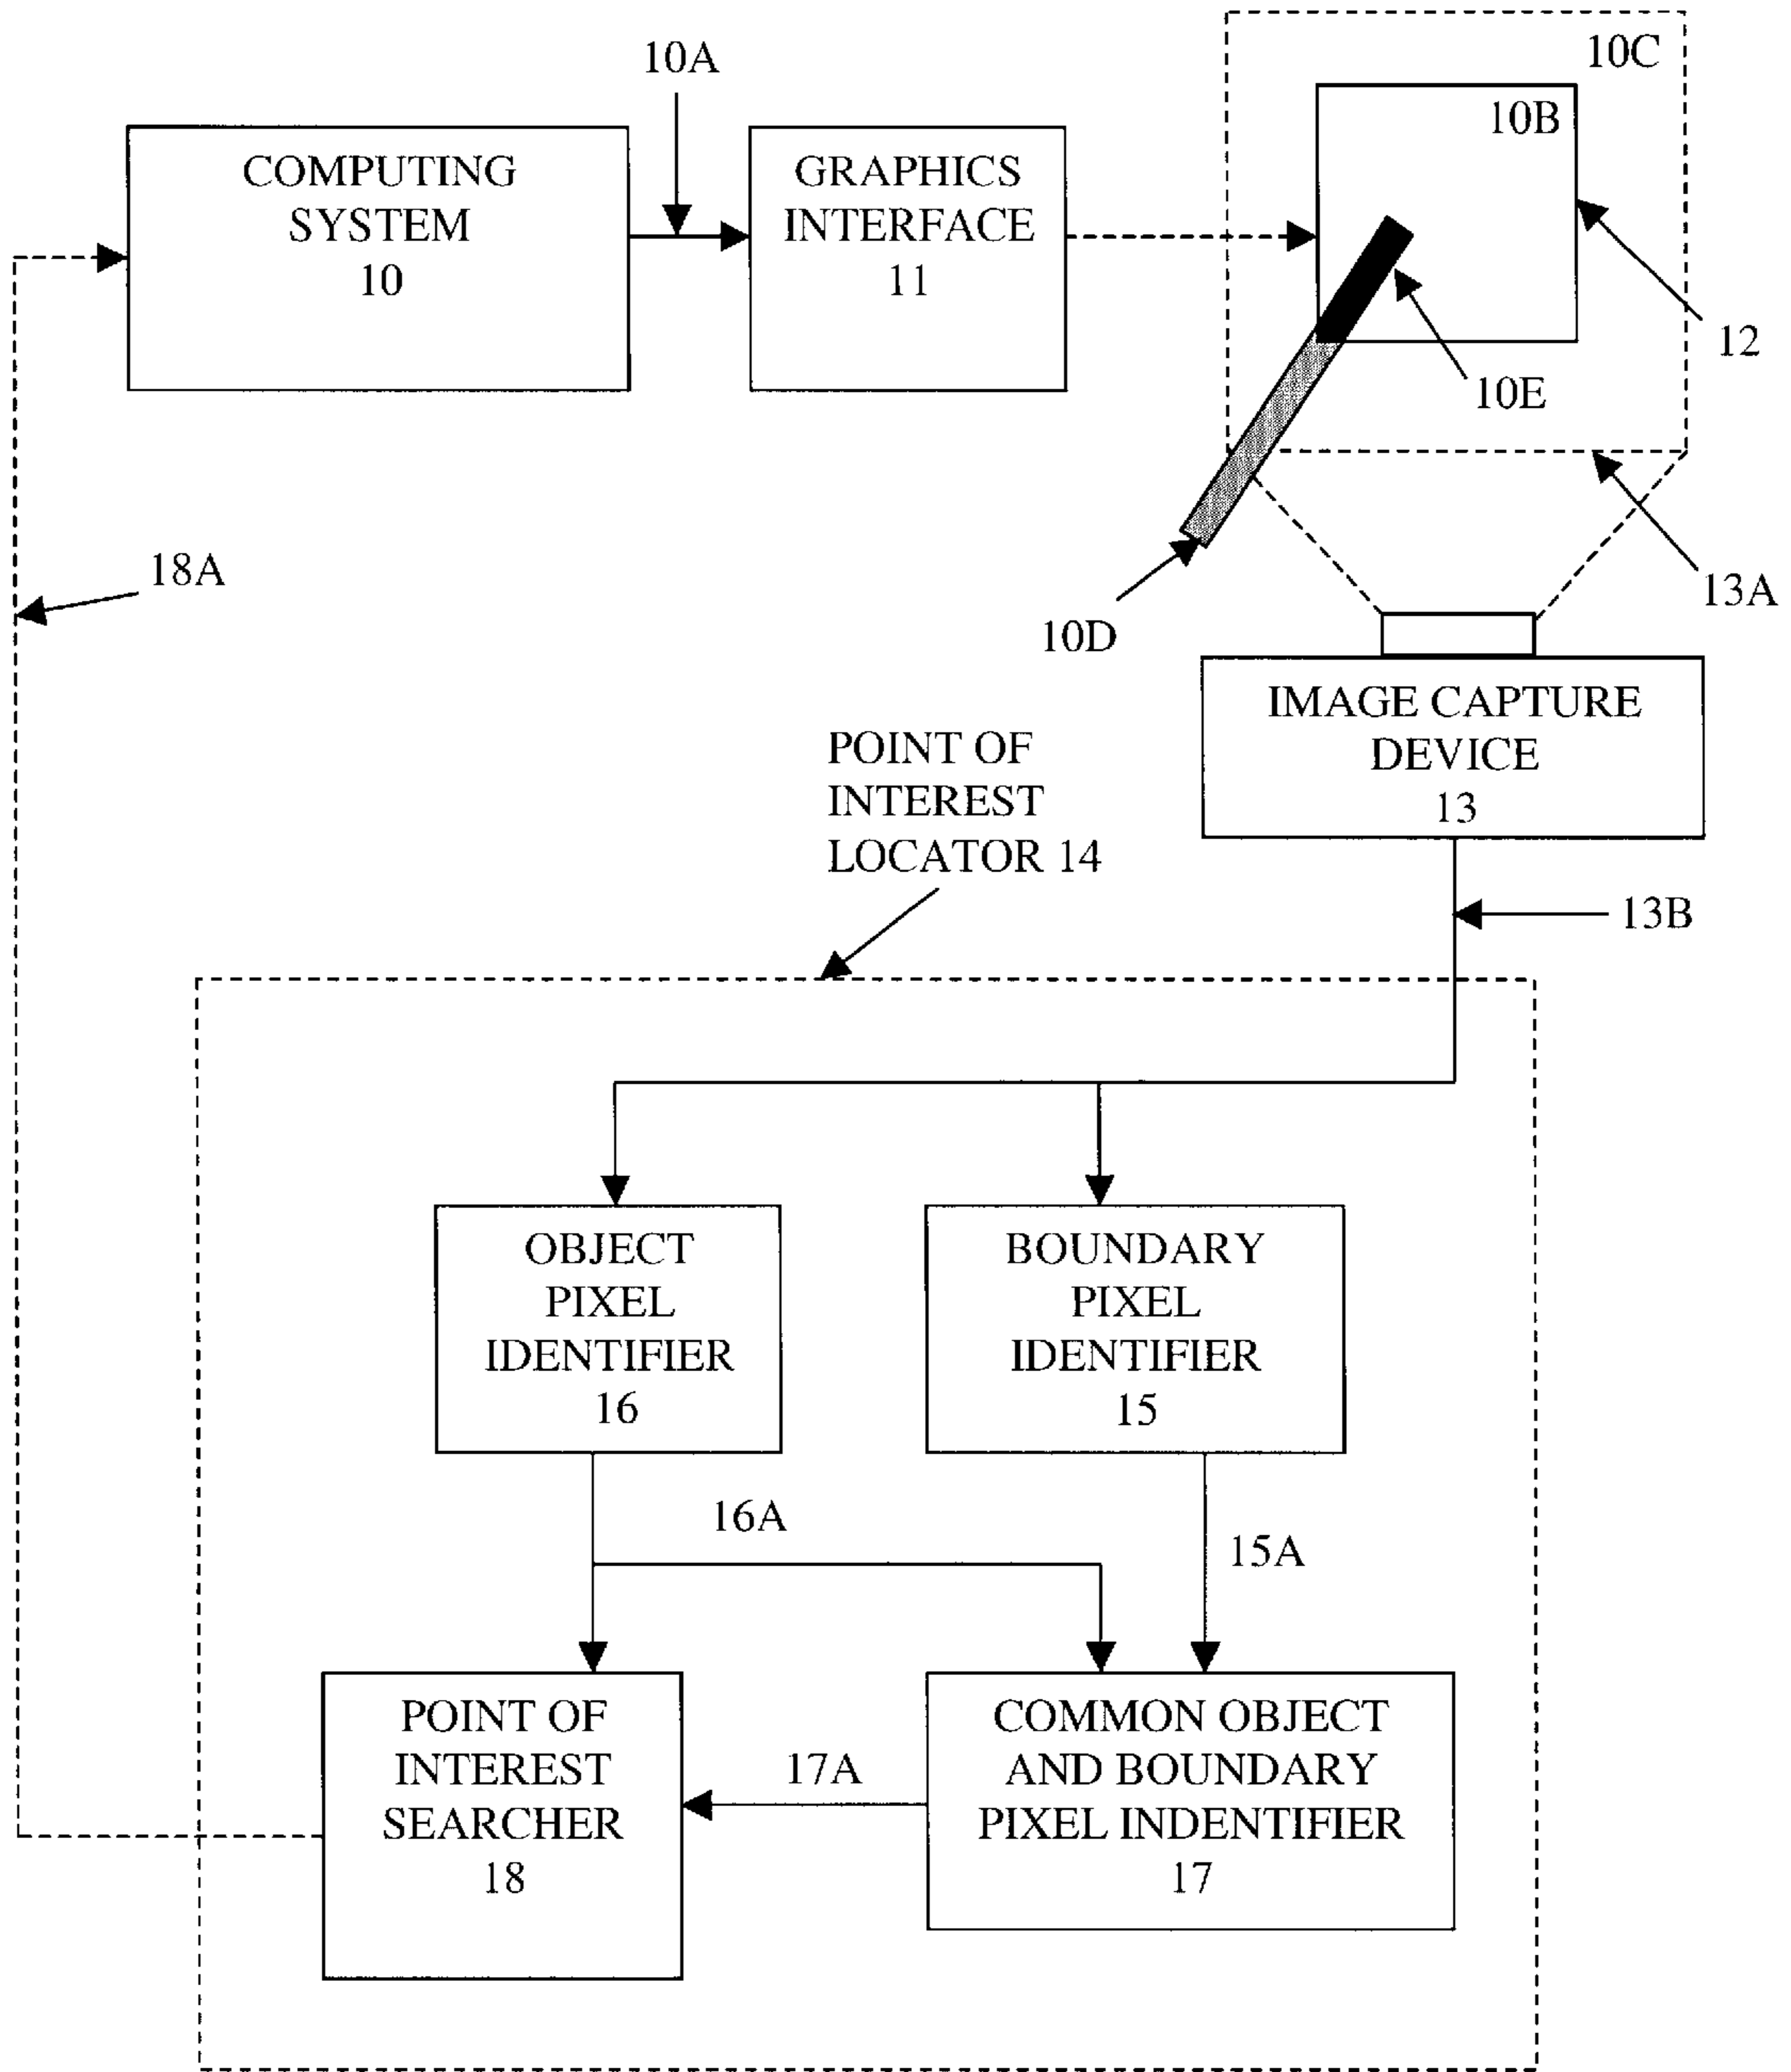 10A
10C
10B
COMPUTING
SYSTEM
10
GRAPHICS
INTERFACE
11
12
10E
18A
13A
10D
IMAGE CAPTURE
DEVICE
13
POINT OF
INTEREST
LOCATOR 14
13B
OBJECT
PIXEL
IDENTIFIER
16
BOUNDARY
PIXEL
IDENTIFIER
15
16A
15A
POINT OF
INTEREST
SEARCHER
18
17A
COMMON OBJECT
AND BOUNDARY
PIXEL INDENTIFIER
17